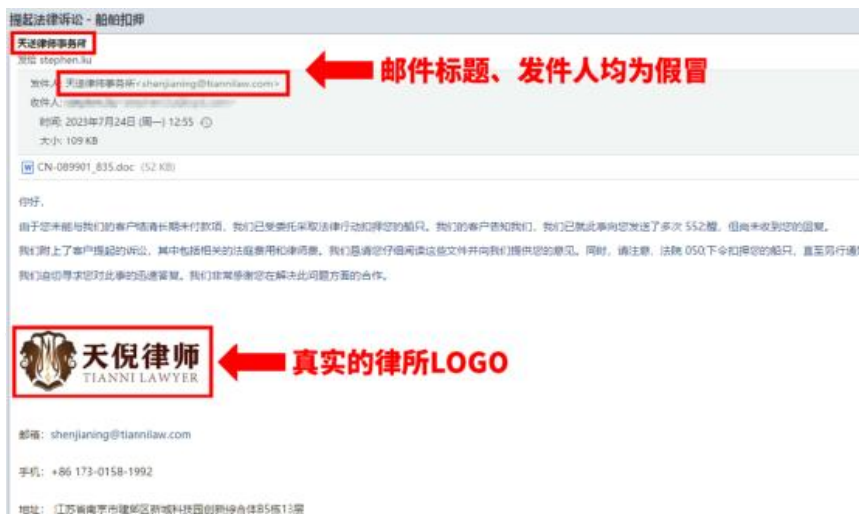 提起法律诉讼 - 船舶扣押
天送律师事务所
发给 stephen.liu
邮件标题、发件人均为假冒
发件人: 天送律师事务所<shenjianing@tiannilaw.com>
收件人:
时间: 2023年7月24日 (周一) 12:55
大小: 109 KB
CN-089901_835.doc (52 KB)
你好,
由于您未能与我们的客户结清长期未付款项, 我们已受委托采取法律行动扣押您的船只。我们的客户告知我们, 我们已就此事向您发送了多次 552:醒, 但尚未收到您的回复。
我们附上了客户提起的诉讼, 其中包括相关的法庭费用和律师费。我们恳请您仔细阅读这些文件并向我们提供您的意见。同时, 请注意, 法院 050;下令扣押您的船只, 直至另行通
我们迫切寻求您对此事的迅速答复。我们非常感谢您在解决此问题方面的合作。
天倪律师
TIANNI LAWYER
真实的律所LOGO
邮箱: shenjianing@tiannilaw.com
手机: +86 173-0158-1992
地址: 江苏省南京市建邺区新城科技园创新综合体B5栋13层